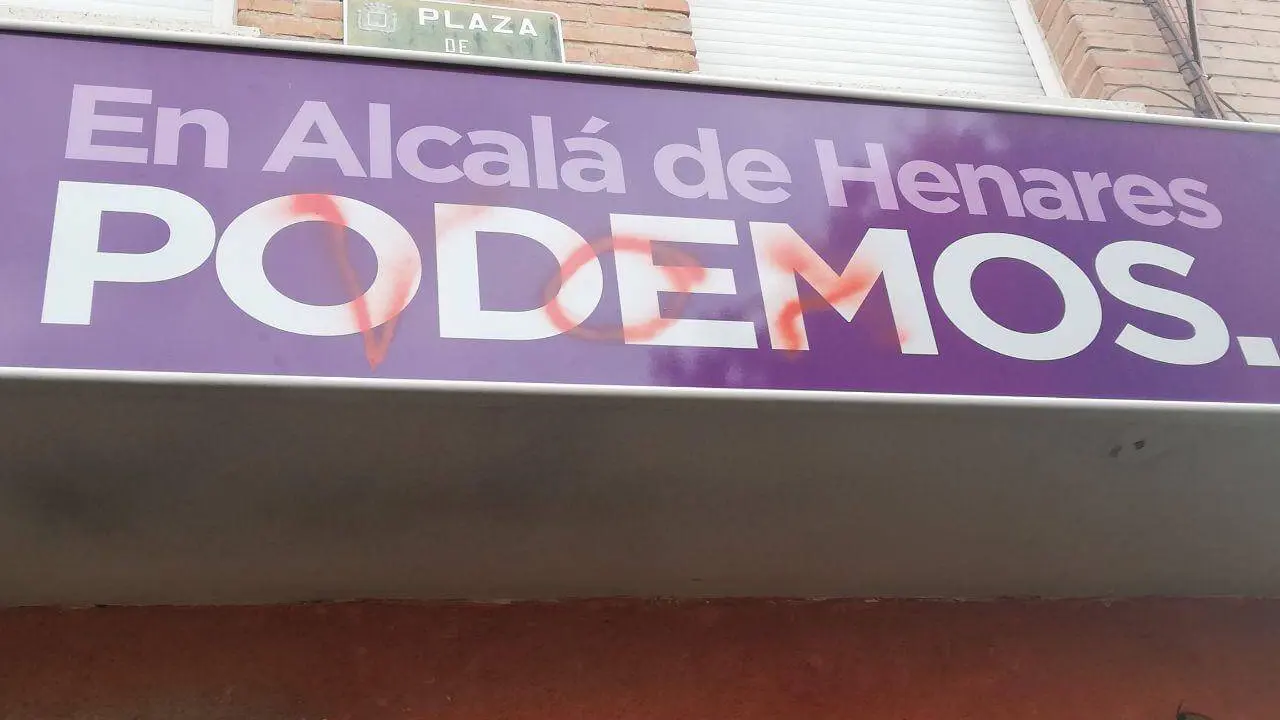 PLAZA
DE
En Alcalá de Henares
PODEMOS.